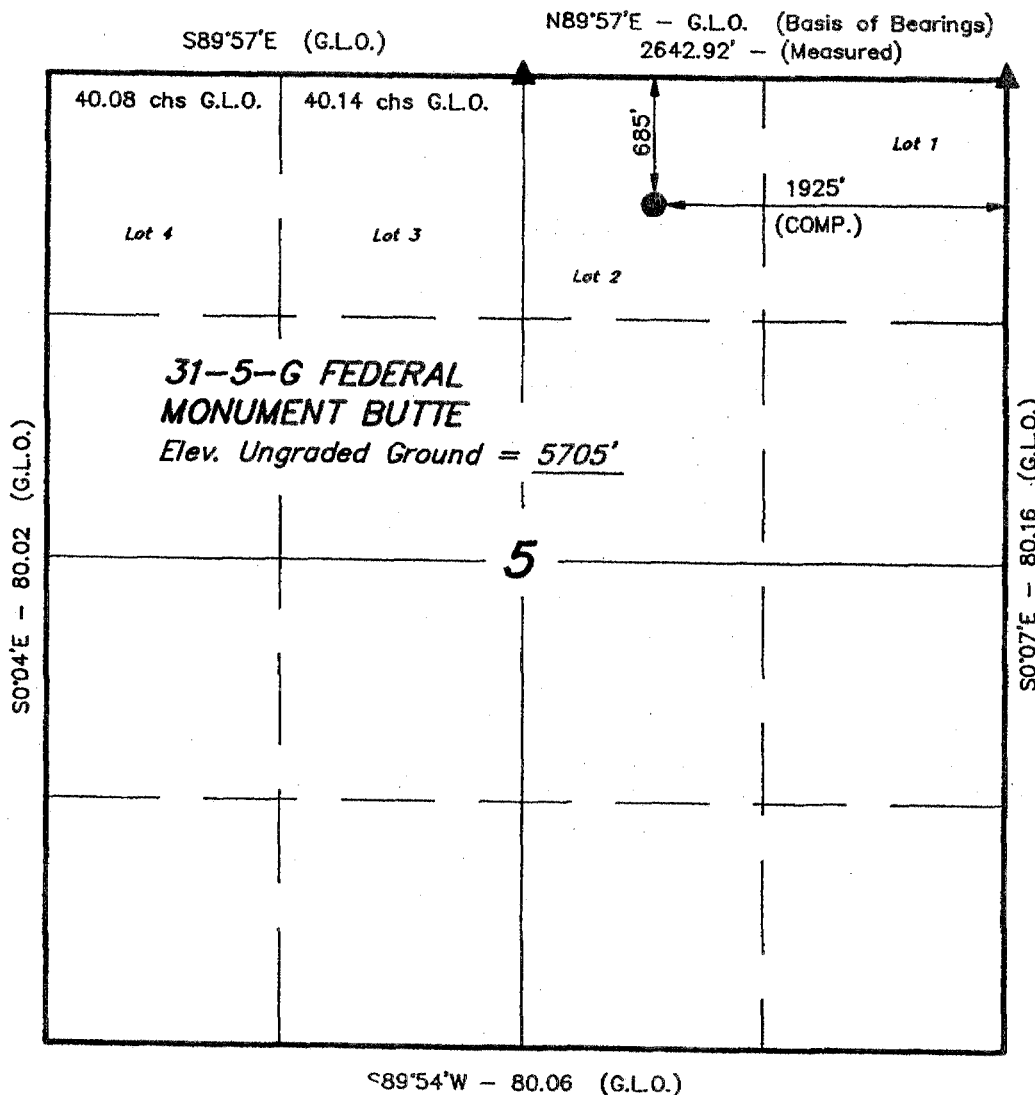 S89°57'E (G.L.O.)
N89°57'E – G.L.O. (Basis of Bearings)
2642.92' – (Measured)
40.08 chs G.L.O.
40.14 chs G.L.O.
685'
Lot 1
1925'
(COMP.)
Lot 4
Lot 3
Lot 2
31-5-G FEDERAL
MONUMENT BUTTE
Elev. Ungraded Ground = 5705'
S0°04'E – 80.02 (G.L.O.)
5
S0°07'E – 80.16 (G.L.O.)
S89°54'W – 80.06 (G.L.O.)